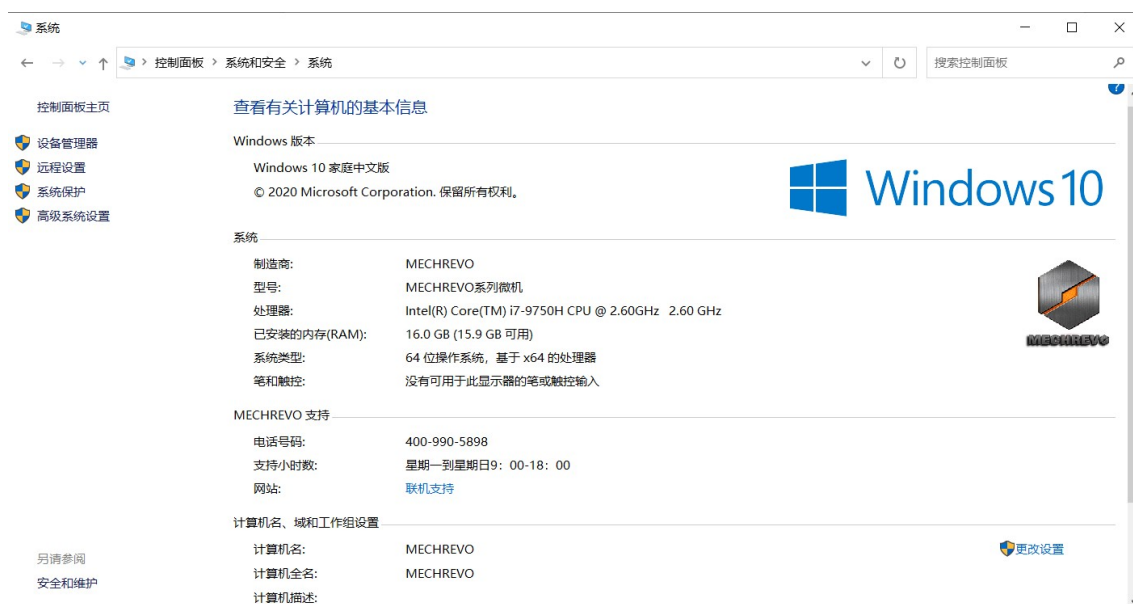 系统
控制面板 > 系统和安全 > 系统
搜索控制面板
控制面板主页
设备管理器
远程设置
系统保护
高级系统设置
查看有关计算机的基本信息
Windows 版本
Windows 10 家庭中文版
© 2020 Microsoft Corporation. 保留所有权利。
Windows 10
系统
制造商: MECHREVO
型号: MECHREVO系列微机
处理器: Intel(R) Core(TM) i7-9750H CPU @ 2.60GHz 2.60 GHz
已安装的内存(RAM): 16.0 GB (15.9 GB 可用)
系统类型: 64 位操作系统, 基于 x64 的处理器
笔和触控: 没有可用于此显示器的笔或触控输入
MECHREVO
MECHREVO 支持
电话号码: 400-990-5898
支持小时数: 星期一到星期日9：00-18：00
网站: 联机支持
计算机名、域和工作组设置
计算机名: MECHREVO
更改设置
计算机全名: MECHREVO
计算机描述:
另请参阅
安全和维护